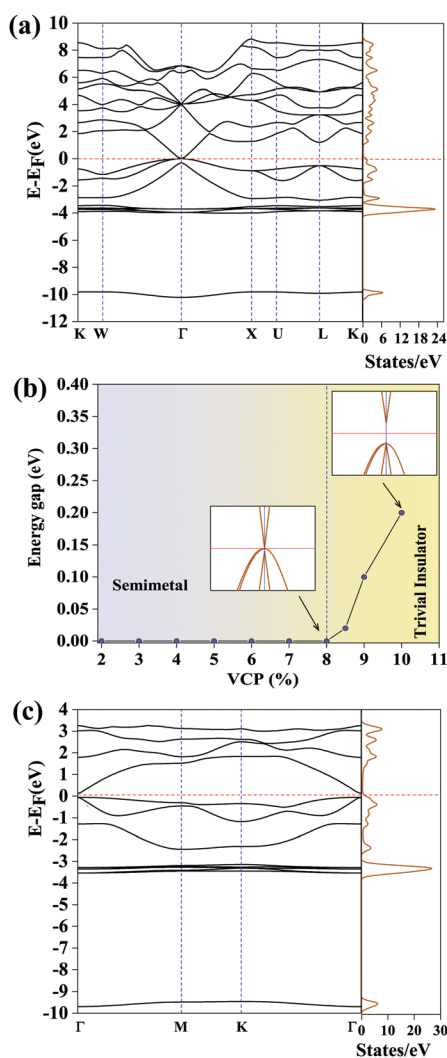 (a)
10
8
6
4
2
0
-2
-4
-6
-8
-10
-12
E-E_F(eV)
K W Γ X U L K
0 6 12 18 24
States/eV
(b)
0.40
0.35
0.30
0.25
0.20
0.15
0.10
0.05
0.00
Energy gap (eV)
Semimetal
Trivial Insulator
2 3 4 5 6 7 8 9 10 11
VCP (%)
(c)
4
3
2
1
0
-1
-2
-3
-4
-5
-6
-7
-8
-9
-10
E-E_F(eV)
Γ M K Γ
0 10 20 30
States/eV